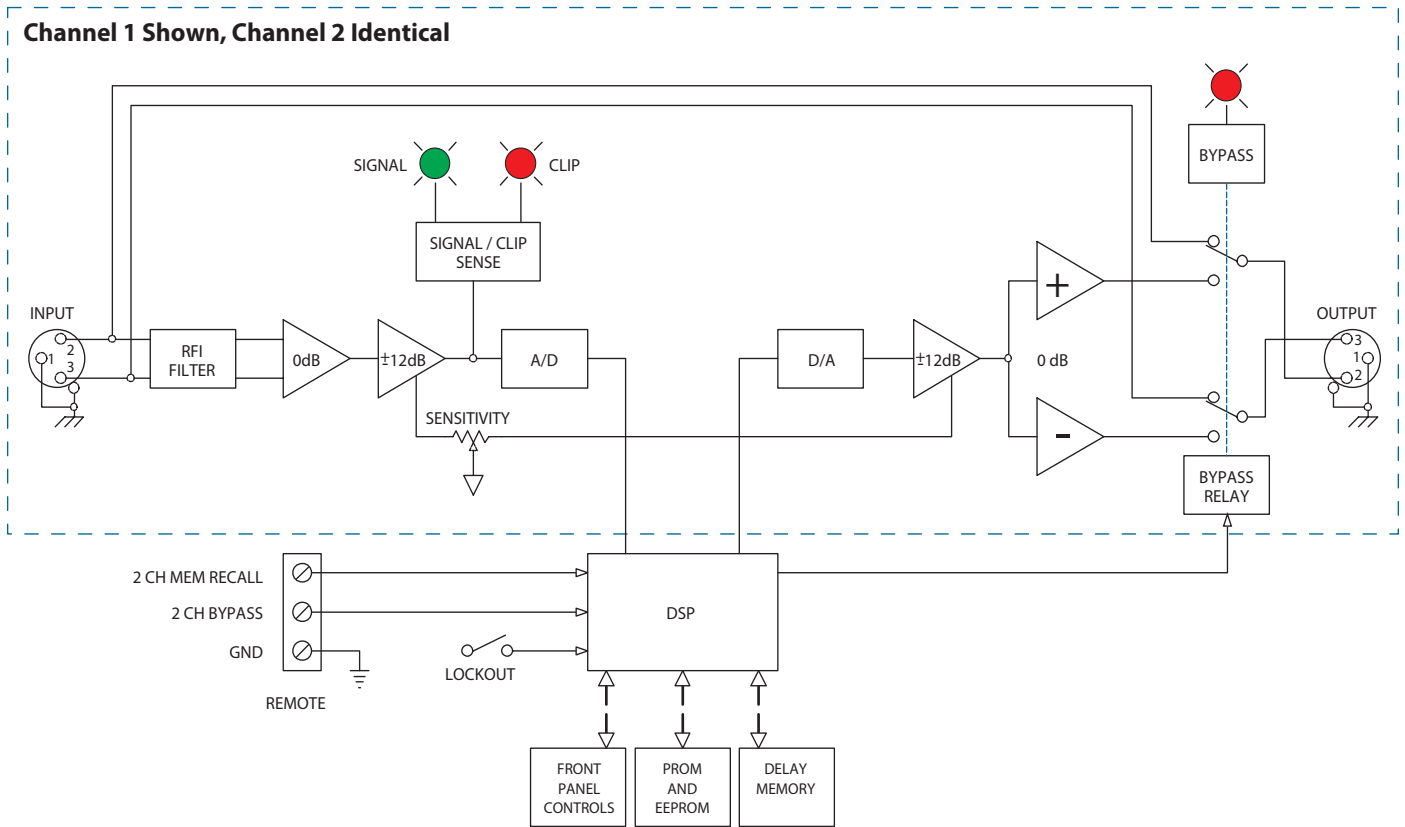 Channel 1 Shown, Channel 2 Identical
BYPASS
SIGNAL
CLIP
SIGNAL / CLIP
SENSE
INPUT
2
1
3
RFI
FILTER
0dB
±12dB
A/D
SENSITIVITY
D/A
±12dB
+
0 dB
-
OUTPUT
3
1
2
BYPASS
RELAY
2 CH MEM RECALL
2 CH BYPASS
GND
REMOTE
LOCKOUT
DSP
FRONT
PANEL
CONTROLS
PROM
AND
EEPROM
DELAY
MEMORY